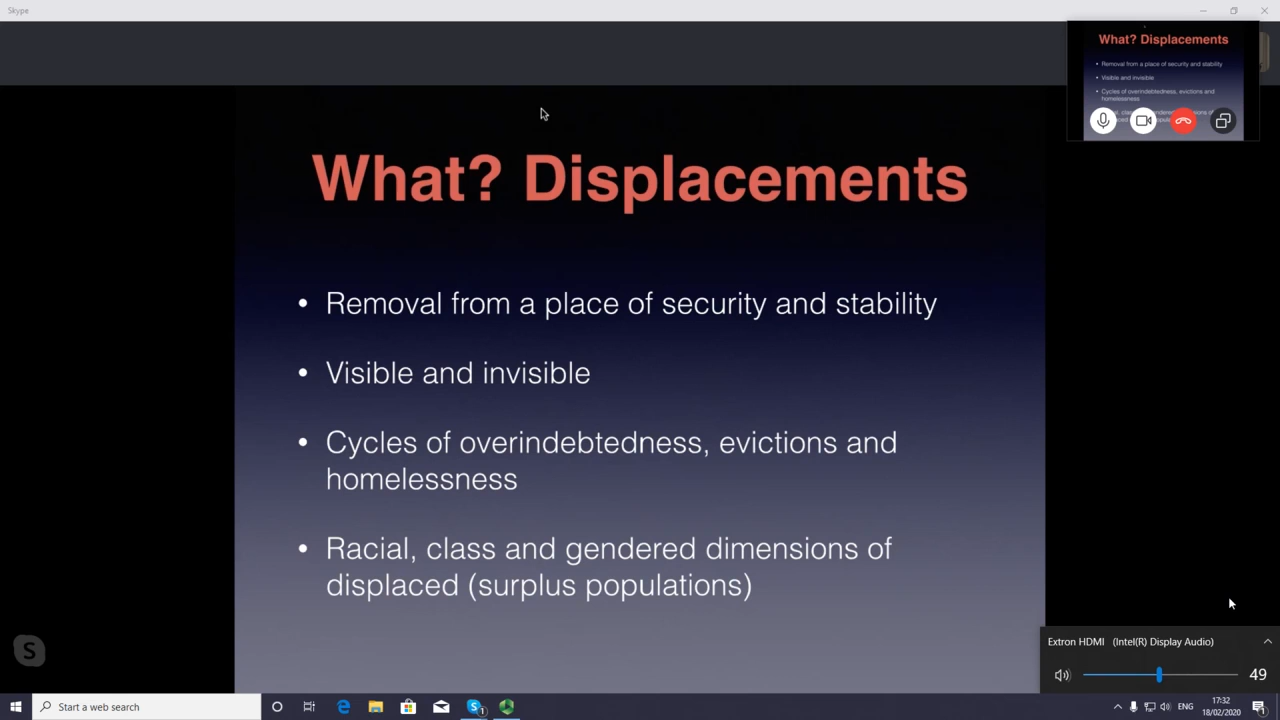 Skype
What? Displacements
• Removal from a place of security and stability
• Visible and invisible
• Cycles of overindebtedness, evictions and
homelessness
• Racial, class and gendered dimensions of
displaced (surplus populations)
What? Displacements
• Removal from a place of security and stability
• Visible and invisible
• Cycles of overindebtedness, evictions and
homelessness
S
Extron HDMI (Intel(R) Display Audio)
49
Start a web search
1
ENG
17:32
18/02/2020
1